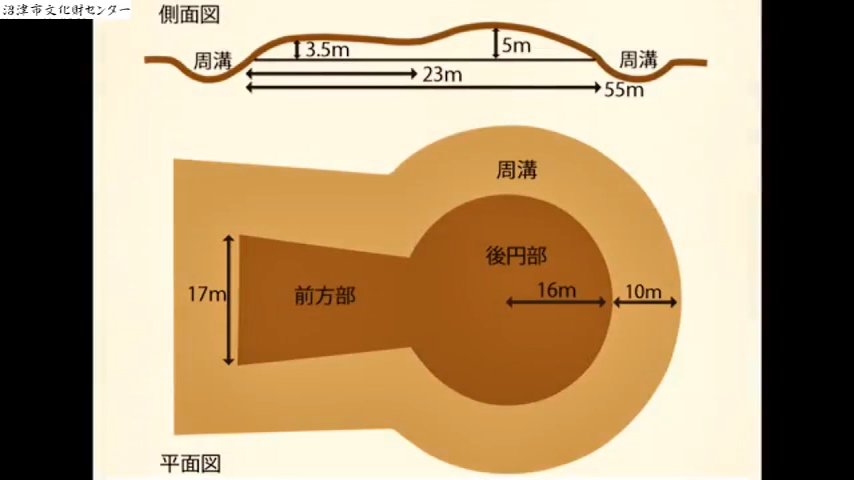 沼津市文化財センター
側面図
周溝
3.5m
5m
周溝
23m
55m
周溝
後円部
16m
10m
17m
前方部
平面図